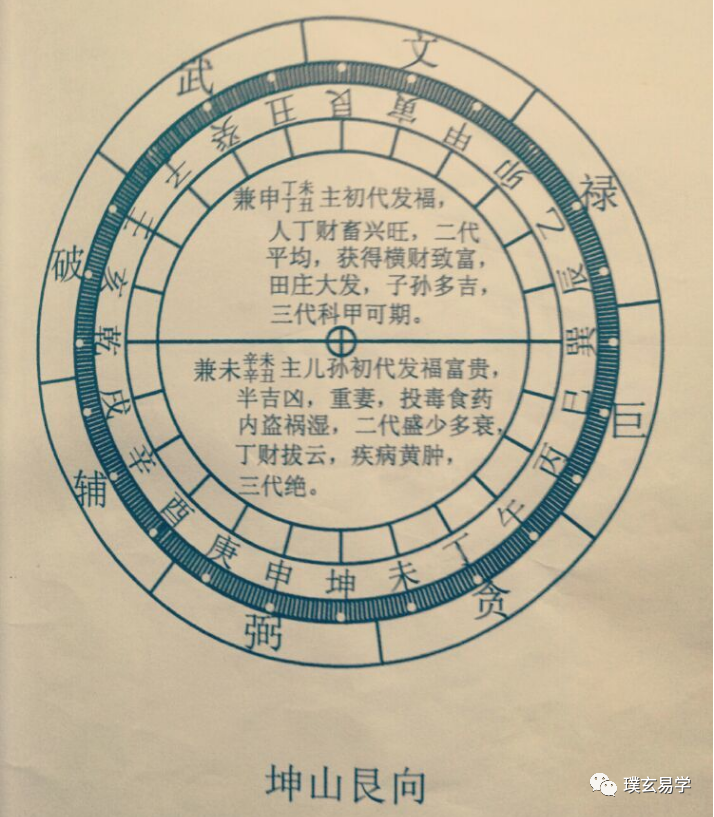 武
文
禄
巨
贪
弼
辅
破
艮
寅
甲
卯
乙
辰
巽
巳
丙
午
丁
未
坤
申
庚
酉
辛
戌
乾
亥
壬
子
癸
丑
兼申丁未丁丑主初代发福，
人丁财畜兴旺，二代
平均，获得横财致富，
田庄大发，子孙多吉，
三代科甲可期。
兼未辛未辛丑主儿孙初代发福富贵，
半吉凶，重妻，投毒食药
内盗祸湿，二代盛少多衰，
丁财拔云，疾病黄肿，
三代绝。
坤山艮向
璞玄易学